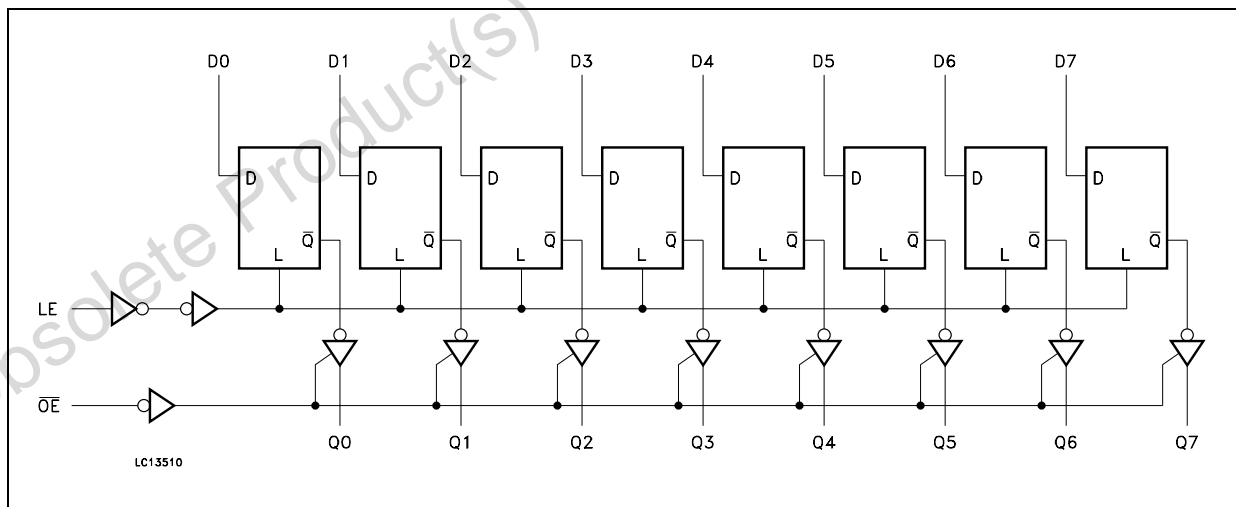 Obsolete Product(s)
D0 D1 D2 D3 D4 D5 D6 D7
D D D D D D D D
Q̅ Q̅ Q̅ Q̅ Q̅ Q̅ Q̅ Q̅
L L L L L L L L
LE
O̅E̅
Q0 Q1 Q2 Q3 Q4 Q5 Q6 Q7
LC13510